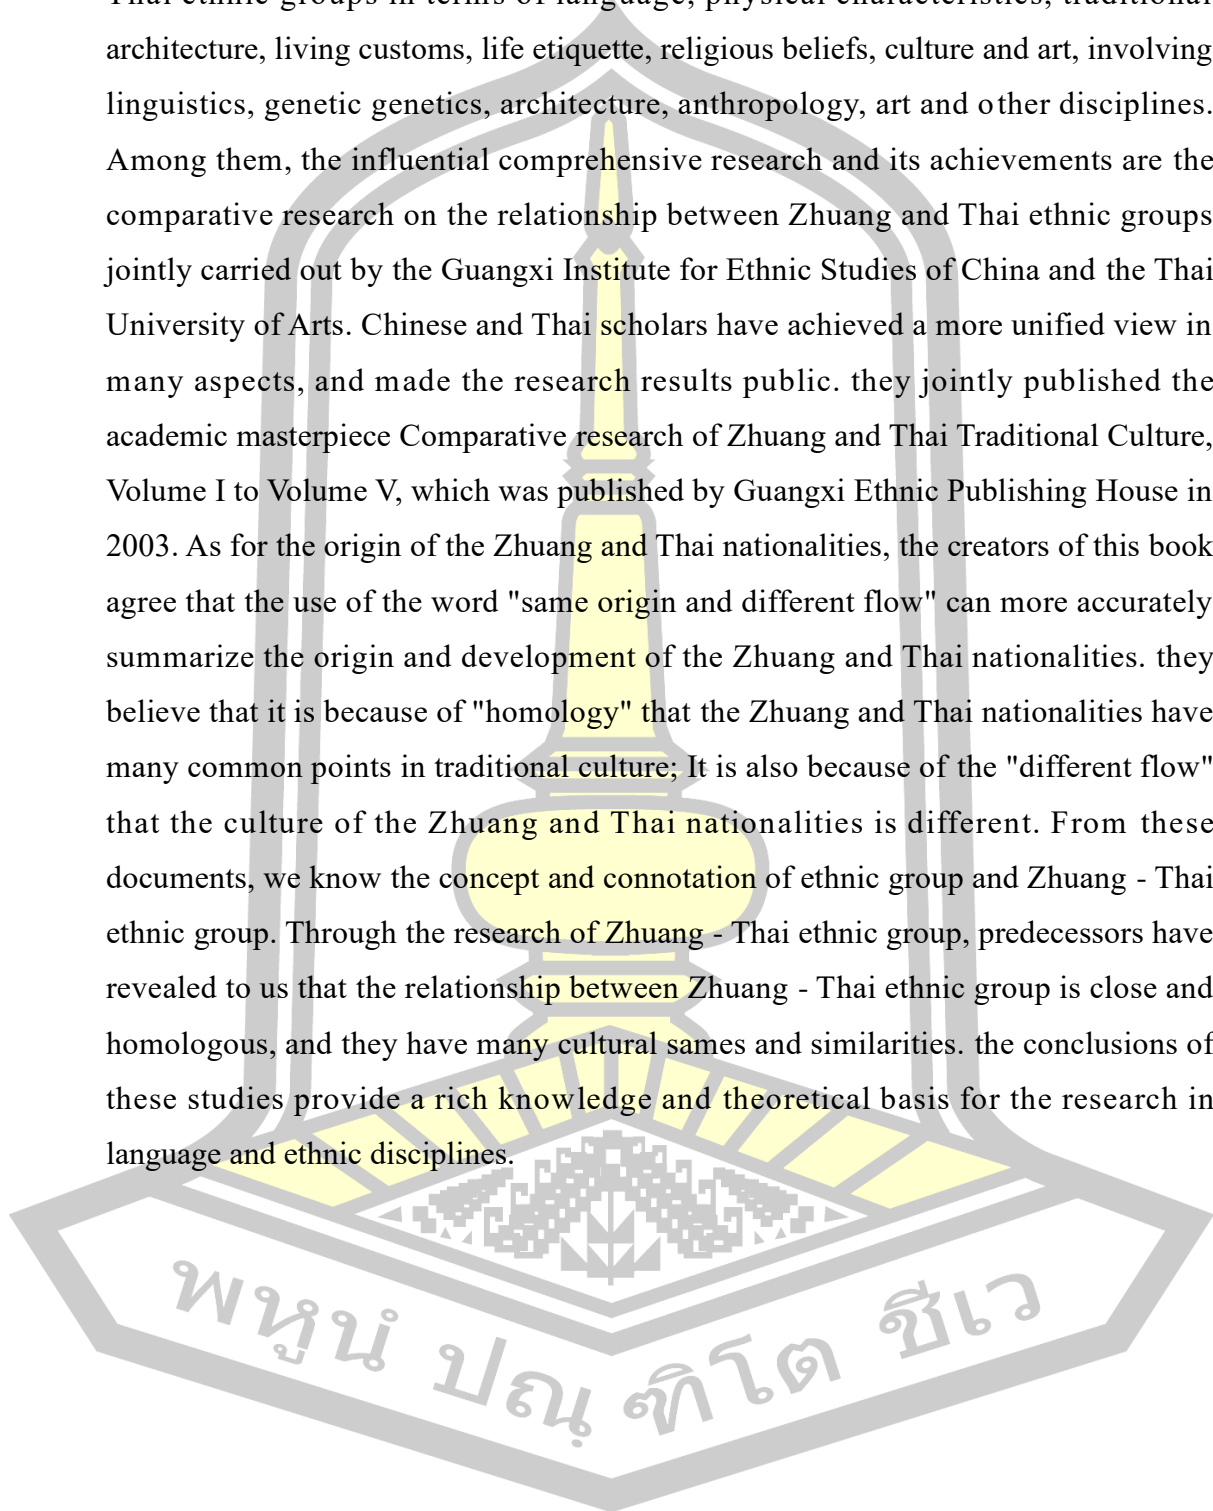 Thai ethnic groups in terms of language, physical characteristics, traditional
architecture, living customs, life etiquette, religious beliefs, culture and art, involving
linguistics, genetic genetics, architecture, anthropology, art and other disciplines.
Among them, the influential comprehensive research and its achievements are the
comparative research on the relationship between Zhuang and Thai ethnic groups
jointly carried out by the Guangxi Institute for Ethnic Studies of China and the Thai
University of Arts. Chinese and Thai scholars have achieved a more unified view in
many aspects, and made the research results public. they jointly published the
academic masterpiece Comparative research of Zhuang and Thai Traditional Culture,
Volume I to Volume V, which was published by Guangxi Ethnic Publishing House in
2003. As for the origin of the Zhuang and Thai nationalities, the creators of this book
agree that the use of the word "same origin and different flow" can more accurately
summarize the origin and development of the Zhuang and Thai nationalities. they
believe that it is because of "homology" that the Zhuang and Thai nationalities have
many common points in traditional culture; It is also because of the "different flow"
that the culture of the Zhuang and Thai nationalities is different. From these
documents, we know the concept and connotation of ethnic group and Zhuang - Thai
ethnic group. Through the research of Zhuang - Thai ethnic group, predecessors have
revealed to us that the relationship between Zhuang - Thai ethnic group is close and
homologous, and they have many cultural sames and similarities. the conclusions of
these studies provide a rich knowledge and theoretical basis for the research in
language and ethnic disciplines.
พหูนํ ปณฺฑิโต ชีเว